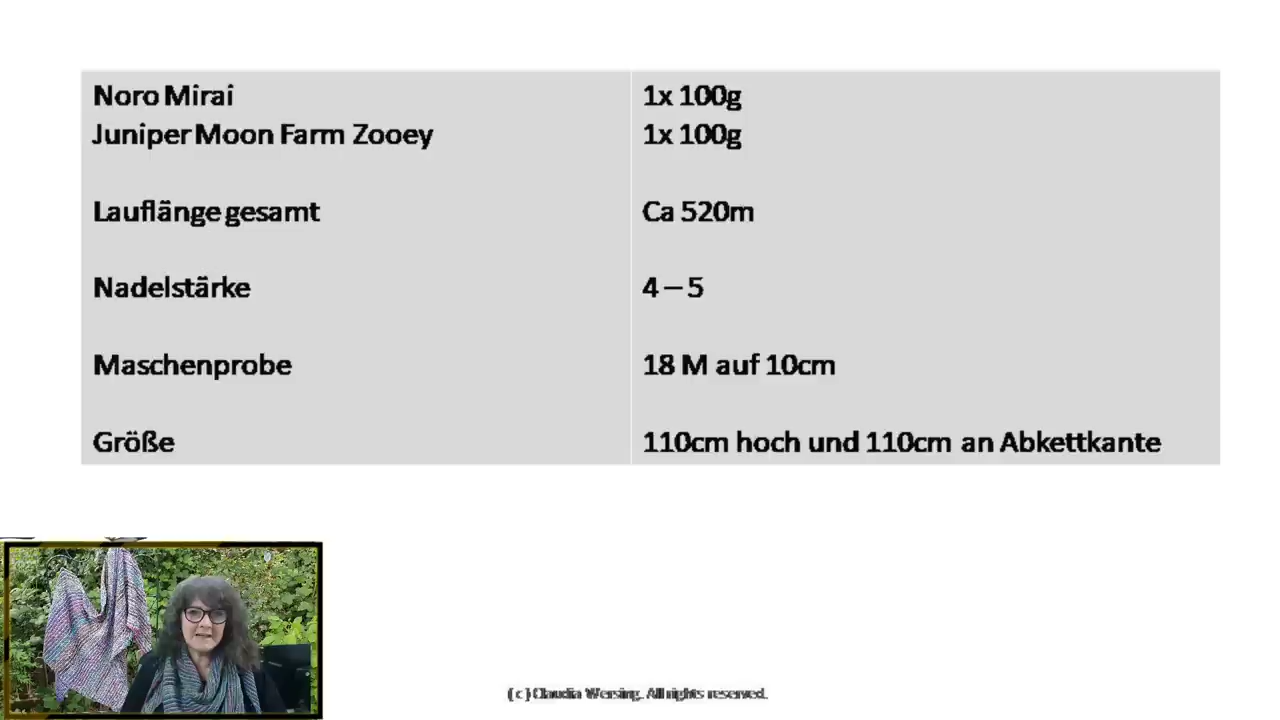 Noro Mirai 1x 100g
Juniper Moon Farm Zooey 1x 100g
Lauflänge gesamt Ca 520m
Nadelstärke 4 – 5
Maschenprobe 18 M auf 10cm
Größe 110cm hoch und 110cm an Abkettkante
(c) Claudia Wersing. All rights reserved.